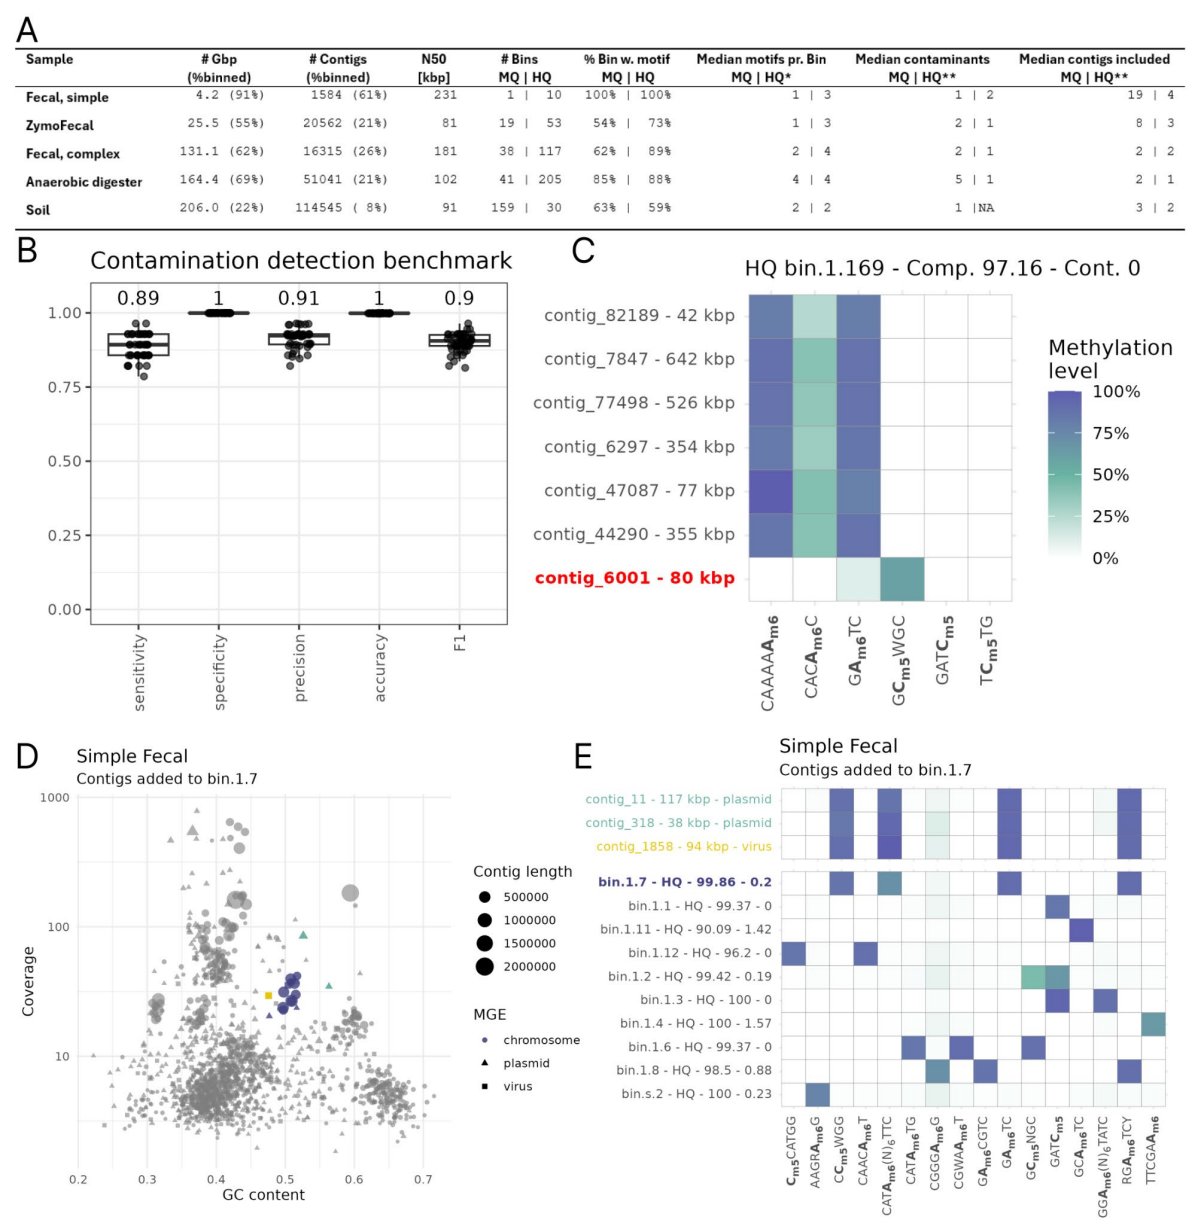 A
Sample # Gbp # Contigs N50 # Bins % Bin w. motif Median motifs pr. Bin Median contaminants Median contigs included
(%binned) (%binned) [kbp] MQ | HQ MQ | HQ MQ | HQ* MQ | HQ** MQ | HQ**
Fecal, simple 4.2 (91%) 1584 (61%) 231 1 | 10 100% | 100% 1 | 3 1 | 2 19 | 4
ZymoFecal 25.5 (55%) 20562 (21%) 81 19 | 53 54% | 73% 1 | 3 2 | 1 8 | 3
Fecal, complex 131.1 (62%) 16315 (26%) 181 38 | 117 62% | 89% 2 | 4 2 | 1 2 | 2
Anaerobic digester 164.4 (69%) 51041 (21%) 102 41 | 205 85% | 88% 4 | 4 5 | 1 2 | 1
Soil 206.0 (22%) 114545 ( 8%) 91 159 | 30 63% | 59% 2 | 2 1 |NA 3 | 2
B
Contamination detection benchmark
0.89 1 0.91 1 0.9
1.00
0.75
0.50
0.25
0.00
sensitivity
specificity
precision
accuracy
F1
C
HQ bin.1.169 - Comp. 97.16 - Cont. 0
contig_82189 - 42 kbp
contig_7847 - 642 kbp
contig_77498 - 526 kbp
contig_6297 - 354 kbp
contig_47087 - 77 kbp
contig_44290 - 355 kbp
contig_6001 - 80 kbp
CAAAAAm6
CACAm6C
GAm6TC
GCm5WGC
GATCm5
TCm5TG
Methylation
level
100%
75%
50%
25%
0%
D
Simple Fecal
Contigs added to bin.1.7
Coverage
1000
100
10
0.2 0.3 0.4 0.5 0.6 0.7
GC content
Contig length
500000
1000000
1500000
2000000
MGE
chromosome
plasmid
virus
E
Simple Fecal
Contigs added to bin.1.7
contig_11 - 117 kbp - plasmid
contig_318 - 38 kbp - plasmid
contig_1858 - 94 kbp - virus
bin.1.7 - HQ - 99.86 - 0.2
bin.1.1 - HQ - 99.37 - 0
bin.1.11 - HQ - 90.09 - 1.42
bin.1.12 - HQ - 96.2 - 0
bin.1.2 - HQ - 99.42 - 0.19
bin.1.3 - HQ - 100 - 0
bin.1.4 - HQ - 100 - 1.57
bin.1.6 - HQ - 99.37 - 0
bin.1.8 - HQ - 98.5 - 0.88
bin.s.2 - HQ - 100 - 0.23
Cm5CATGG
AAGRAm6G
CCm5WGG
CAACAm6T
CATAm6(N)6TTC
CATAm6TG
CGGGAm6G
CGWAAm6T
GAm6CGTC
GAm6TC
GCm5NGC
GATCm5
GCAm6TC
GGAm6(N)6TATC
RGAm6TCY
TTCGAAm6